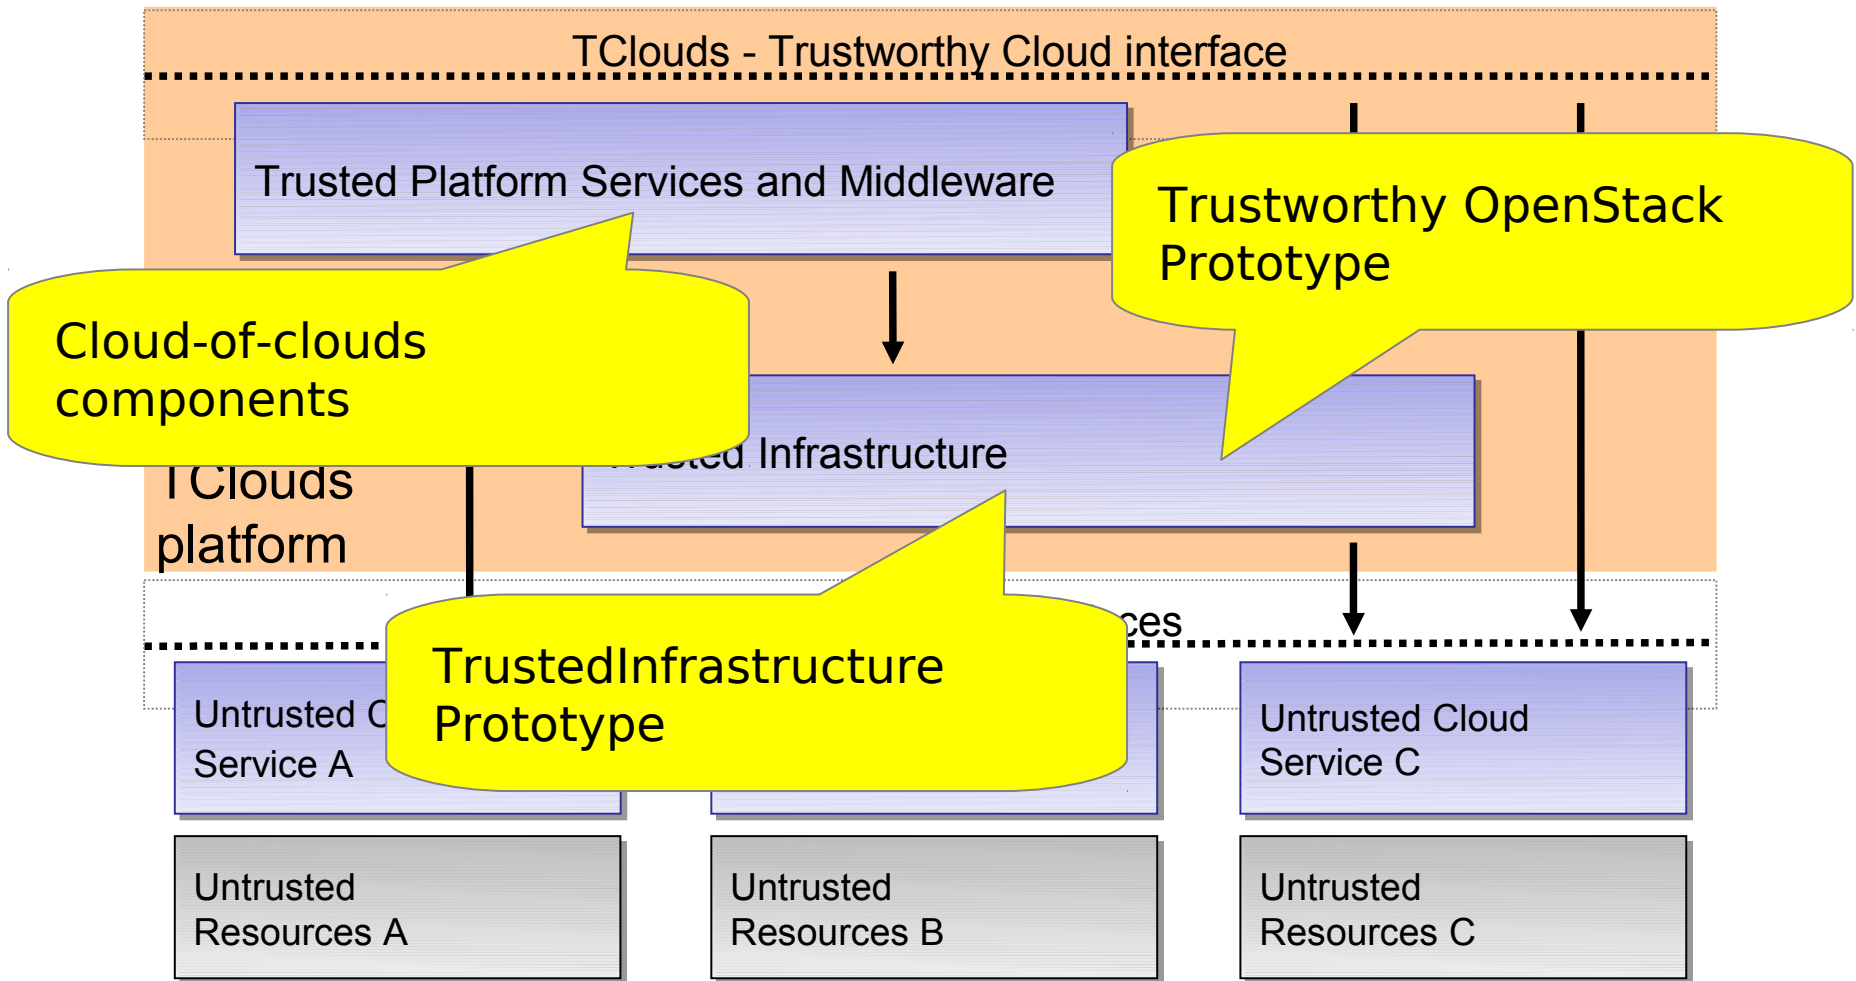 TClouds - Trustworthy Cloud interface
Trusted Platform Services and Middleware
Trustworthy OpenStack
Prototype
Cloud-of-clouds
components
Infrastructure
TClouds
platform
TrustedInfrastructure
Prototype
Untrusted
Service A
Untrusted Cloud
Service C
Untrusted
Resources A
Untrusted
Resources B
Untrusted
Resources C